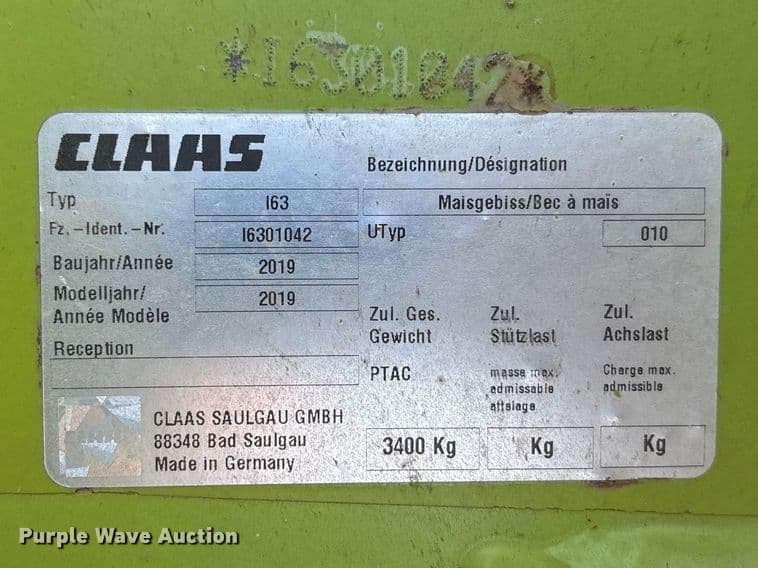 *I6301042*
CLAAS
Bezeichnung/Désignation
Typ I63 Maisgebiss/Bec à maïs
Fz.-Ident.-Nr. I6301042 UTyp 010
Baujahr/Année 2019
Modelljahr/
Année Modèle 2019
Zul. Ges. Gewicht
Zul. Stützlast
Zul. Achslast
Reception
PTAC
masse max. admissable attelage
Charge max. admissible
CLAAS SAULGAU GMBH
88348 Bad Saulgau
Made in Germany
3400 Kg Kg Kg
Purple Wave Auction